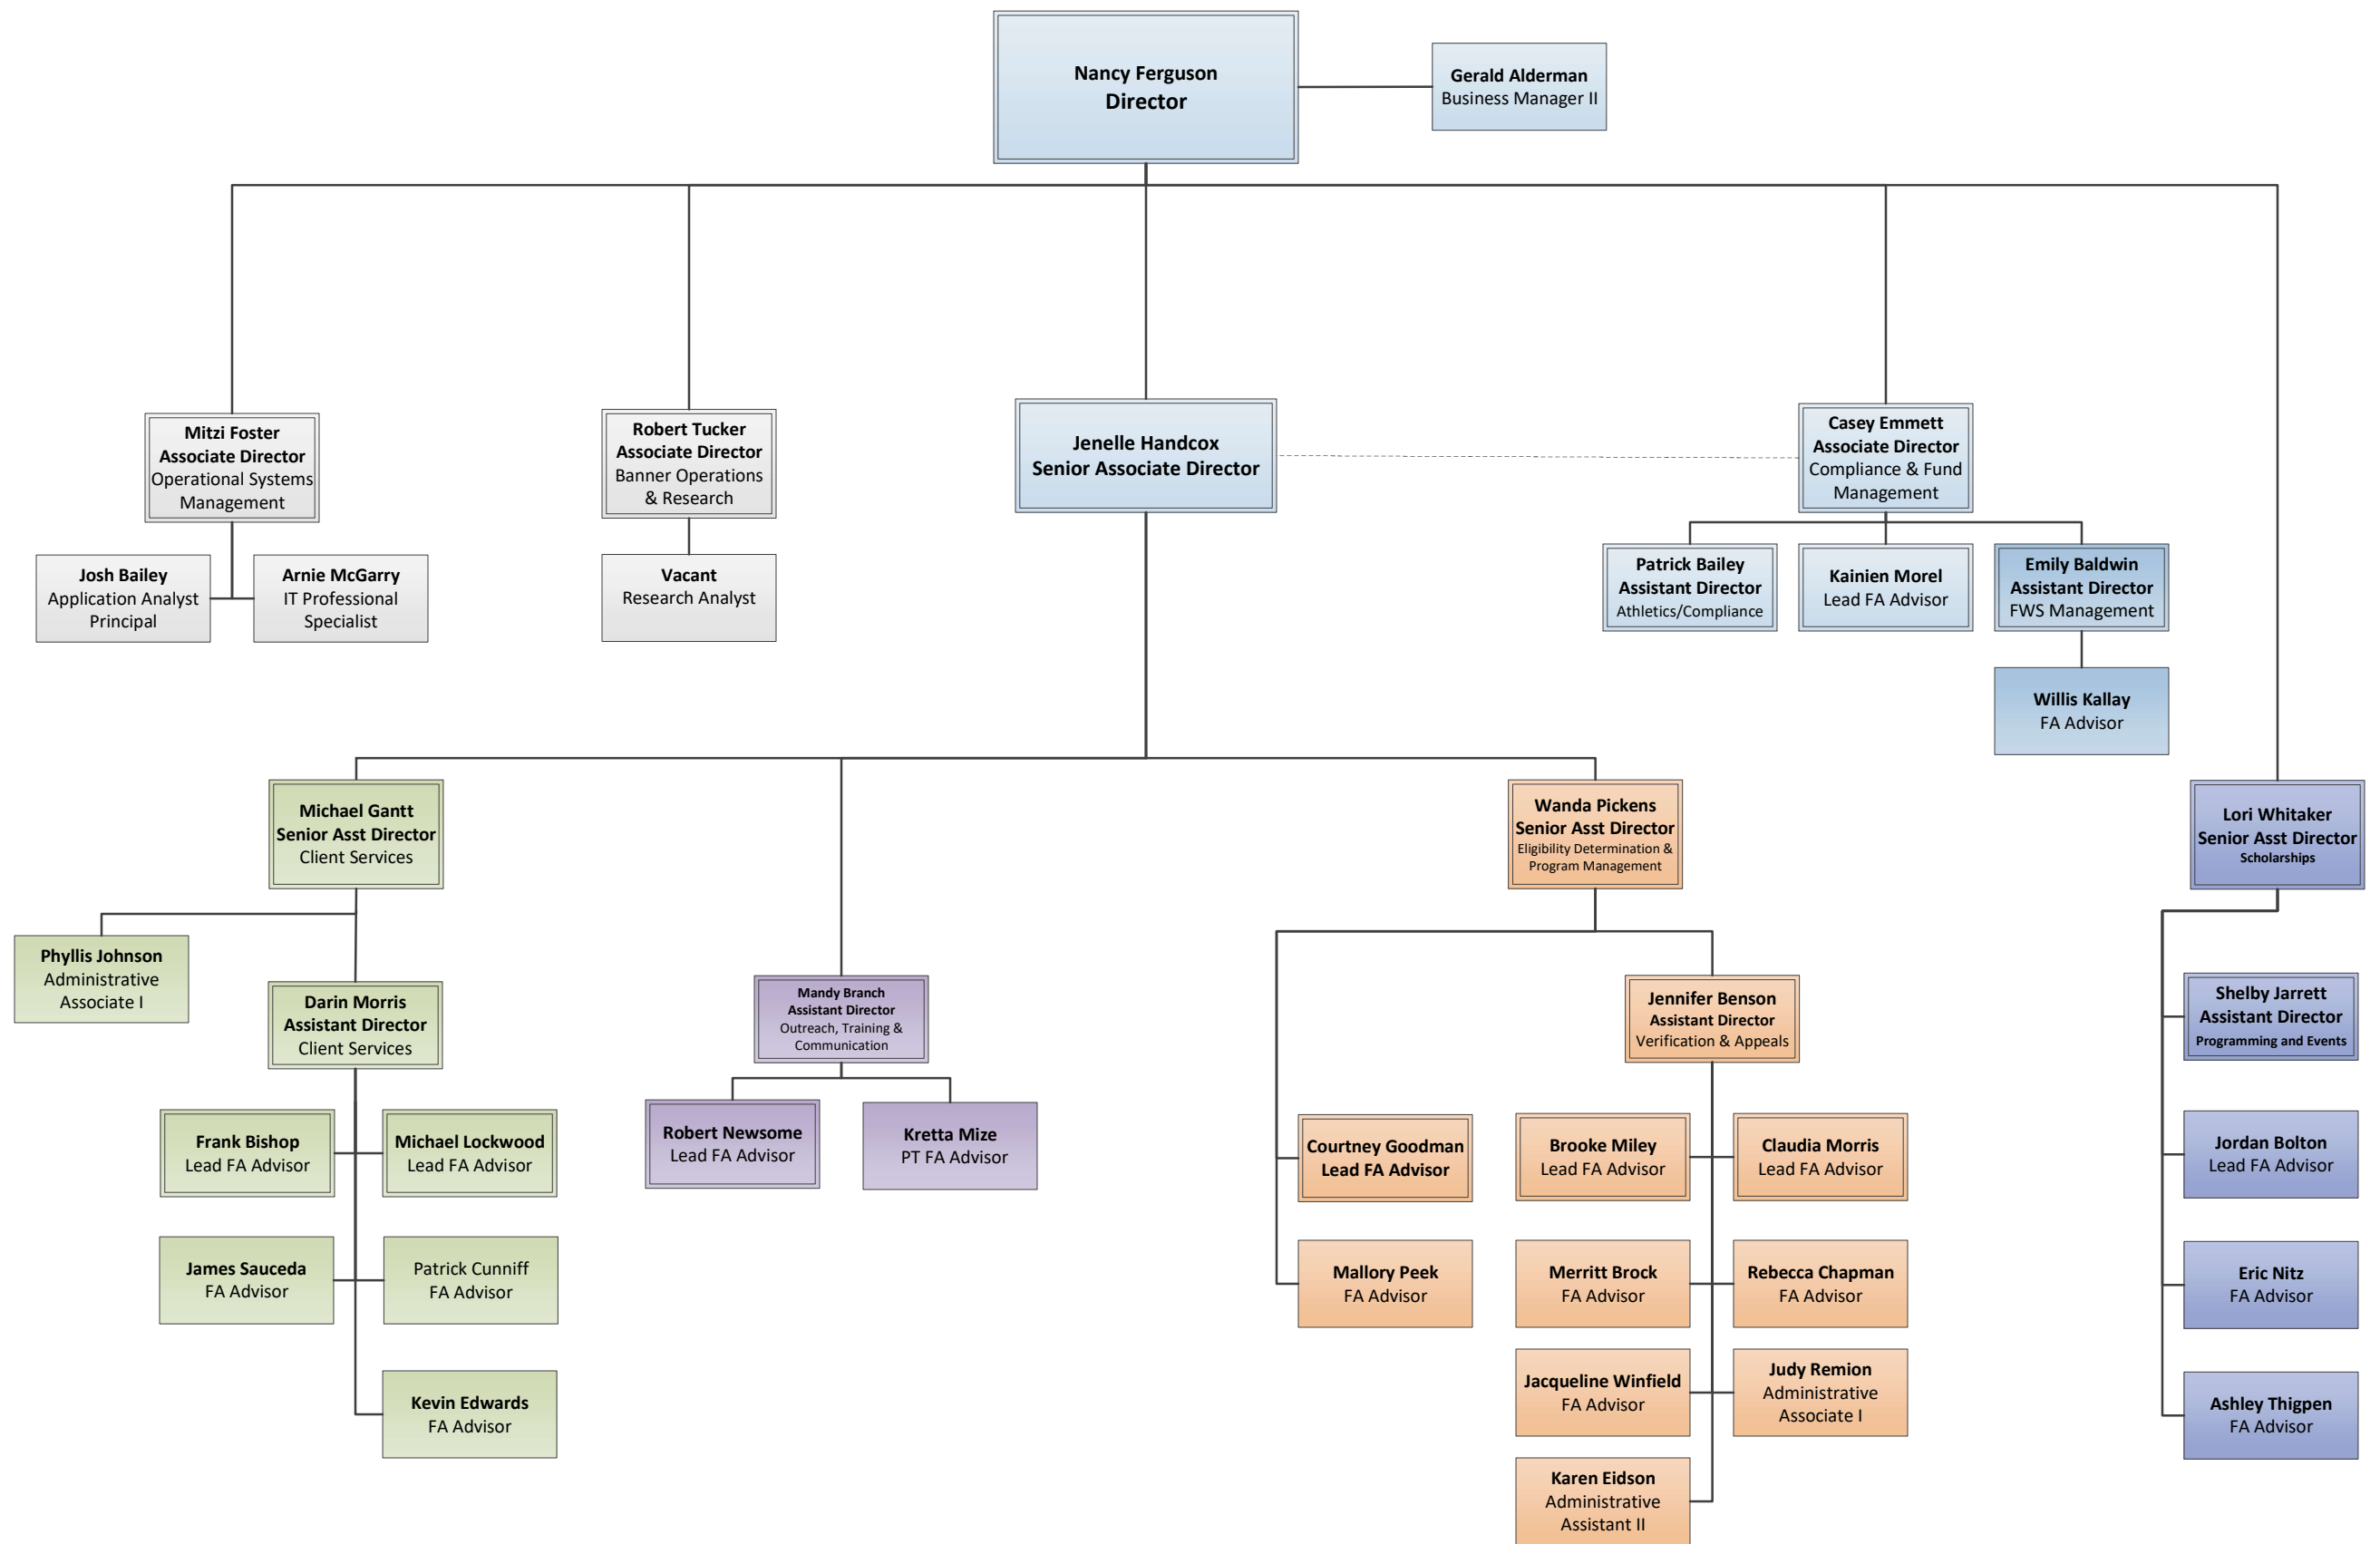 Nancy Ferguson
Director
Gerald Alderman
Business Manager II
Mitzi Foster
Associate Director
Operational Systems
Management
Robert Tucker
Associate Director
Banner Operations
& Research
Jenelle Handcox
Senior Associate Director
Casey Emmett
Associate Director
Compliance & Fund
Management
Josh Bailey
Application Analyst
Principal
Arnie McGarry
IT Professional
Specialist
Vacant
Research Analyst
Patrick Bailey
Assistant Director
Athletics/Compliance
Kainien Morel
Lead FA Advisor
Emily Baldwin
Assistant Director
FWS Management
Willis Kallay
FA Advisor
Michael Gantt
Senior Asst Director
Client Services
Wanda Pickens
Senior Asst Director
Eligibility Determination &
Program Management
Lori Whitaker
Senior Asst Director
Scholarships
Phyllis Johnson
Administrative
Associate I
Darin Morris
Assistant Director
Client Services
Mandy Branch
Assistant Director
Outreach, Training &
Communication
Jennifer Benson
Assistant Director
Verification & Appeals
Shelby Jarrett
Assistant Director
Programming and Events
Frank Bishop
Lead FA Advisor
Michael Lockwood
Lead FA Advisor
Robert Newsome
Lead FA Advisor
Kretta Mize
PT FA Advisor
Courtney Goodman
Lead FA Advisor
Brooke Miley
Lead FA Advisor
Claudia Morris
Lead FA Advisor
Jordan Bolton
Lead FA Advisor
James Sauceda
FA Advisor
Patrick Cunniff
FA Advisor
Mallory Peek
FA Advisor
Merritt Brock
FA Advisor
Rebecca Chapman
FA Advisor
Eric Nitz
FA Advisor
Kevin Edwards
FA Advisor
Jacqueline Winfield
FA Advisor
Judy Remion
Administrative
Associate I
Ashley Thigpen
FA Advisor
Karen Eidson
Administrative
Assistant II